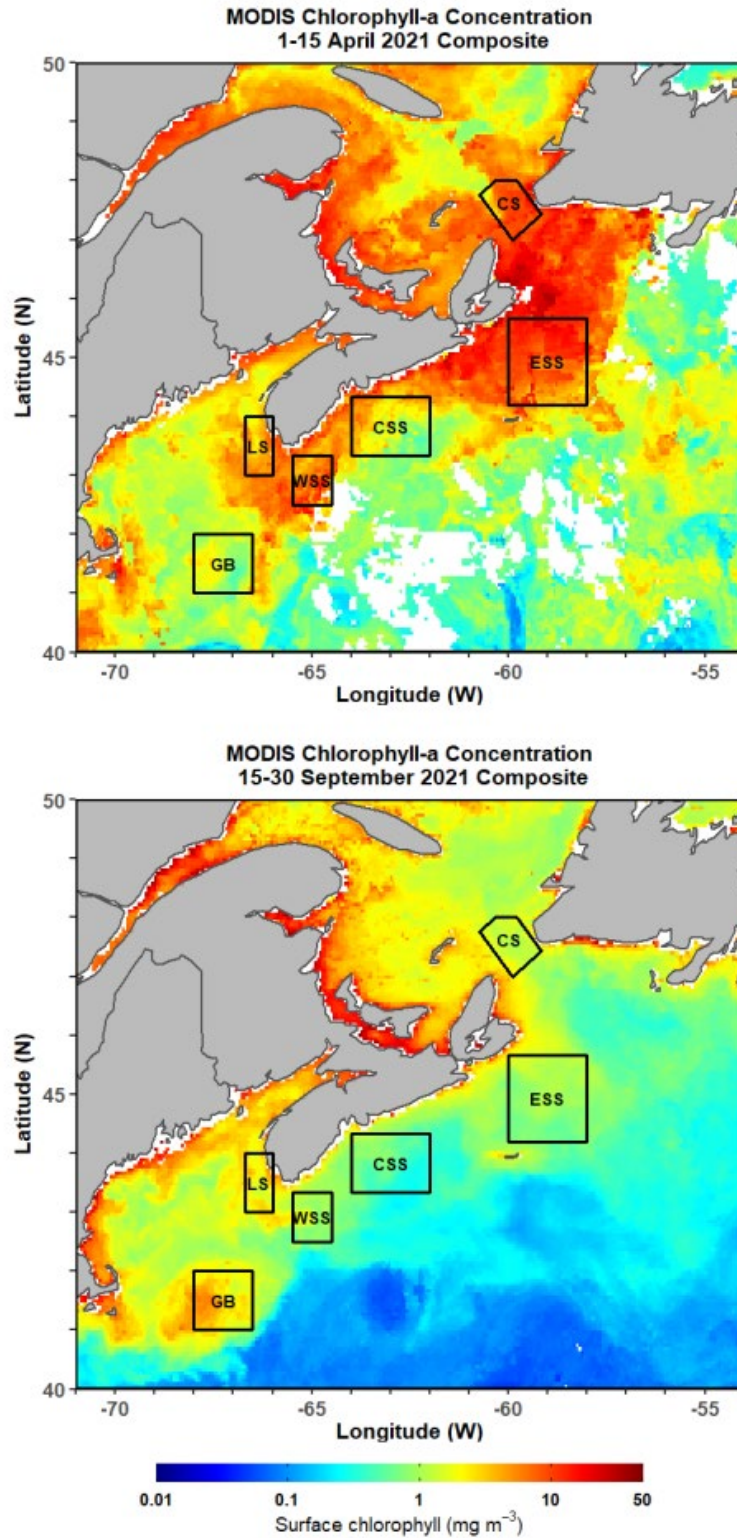 MODIS Chlorophyll-a Concentration
1-15 April 2021 Composite
50
CS
45
ESS
CSS
LS
WSS
GB
40
-70 -65 -60 -55
Latitude (N)
Longitude (W)
MODIS Chlorophyll-a Concentration
15-30 September 2021 Composite
50
CS
45
ESS
CSS
LS
WSS
GB
40
-70 -65 -60 -55
Latitude (N)
Longitude (W)
0.01 0.1 1 10 50
Surface chlorophyll (mg m⁻³)